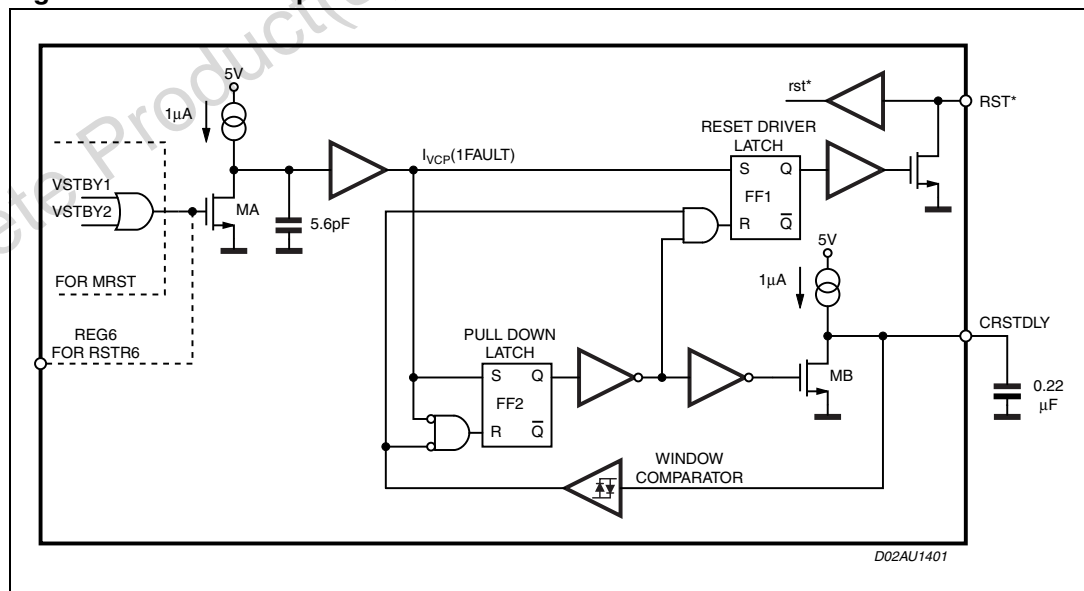 5V
1μA
rst*
RST*
RESET DRIVER
LATCH
I_VCP(1FAULT)
S Q
FF1
R Q̅
VSTBY1
VSTBY2
MA
5.6pF
FOR MRST
5V
1μA
REG6
FOR RSTR6
CRSTDLY
PULL DOWN
LATCH
S Q
FF2
R Q̅
MB
0.22
μF
WINDOW
COMPARATOR
D02AU1401